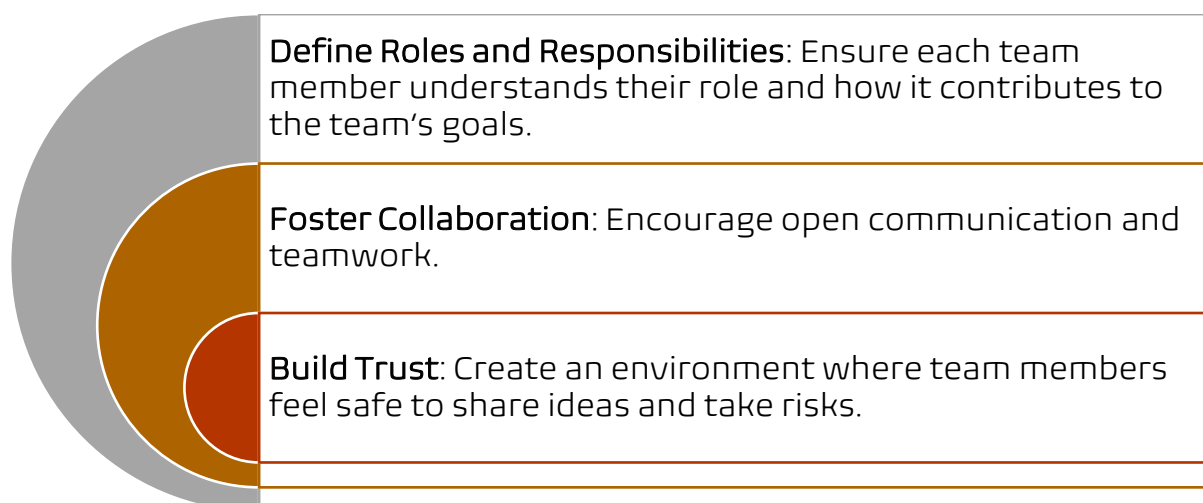 Define Roles and Responsibilities: Ensure each team
member understands their role and how it contributes to
the team’s goals.
Foster Collaboration: Encourage open communication and
teamwork.
Build Trust: Create an environment where team members
feel safe to share ideas and take risks.